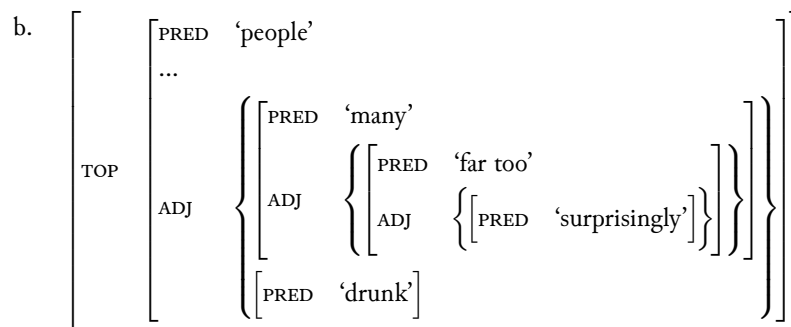 b. PRED ‘people’
...
PRED ‘many’
PRED ‘far too’
TOP
ADJ ADJ ADJ PRED ‘surprisingly’
PRED ‘drunk’